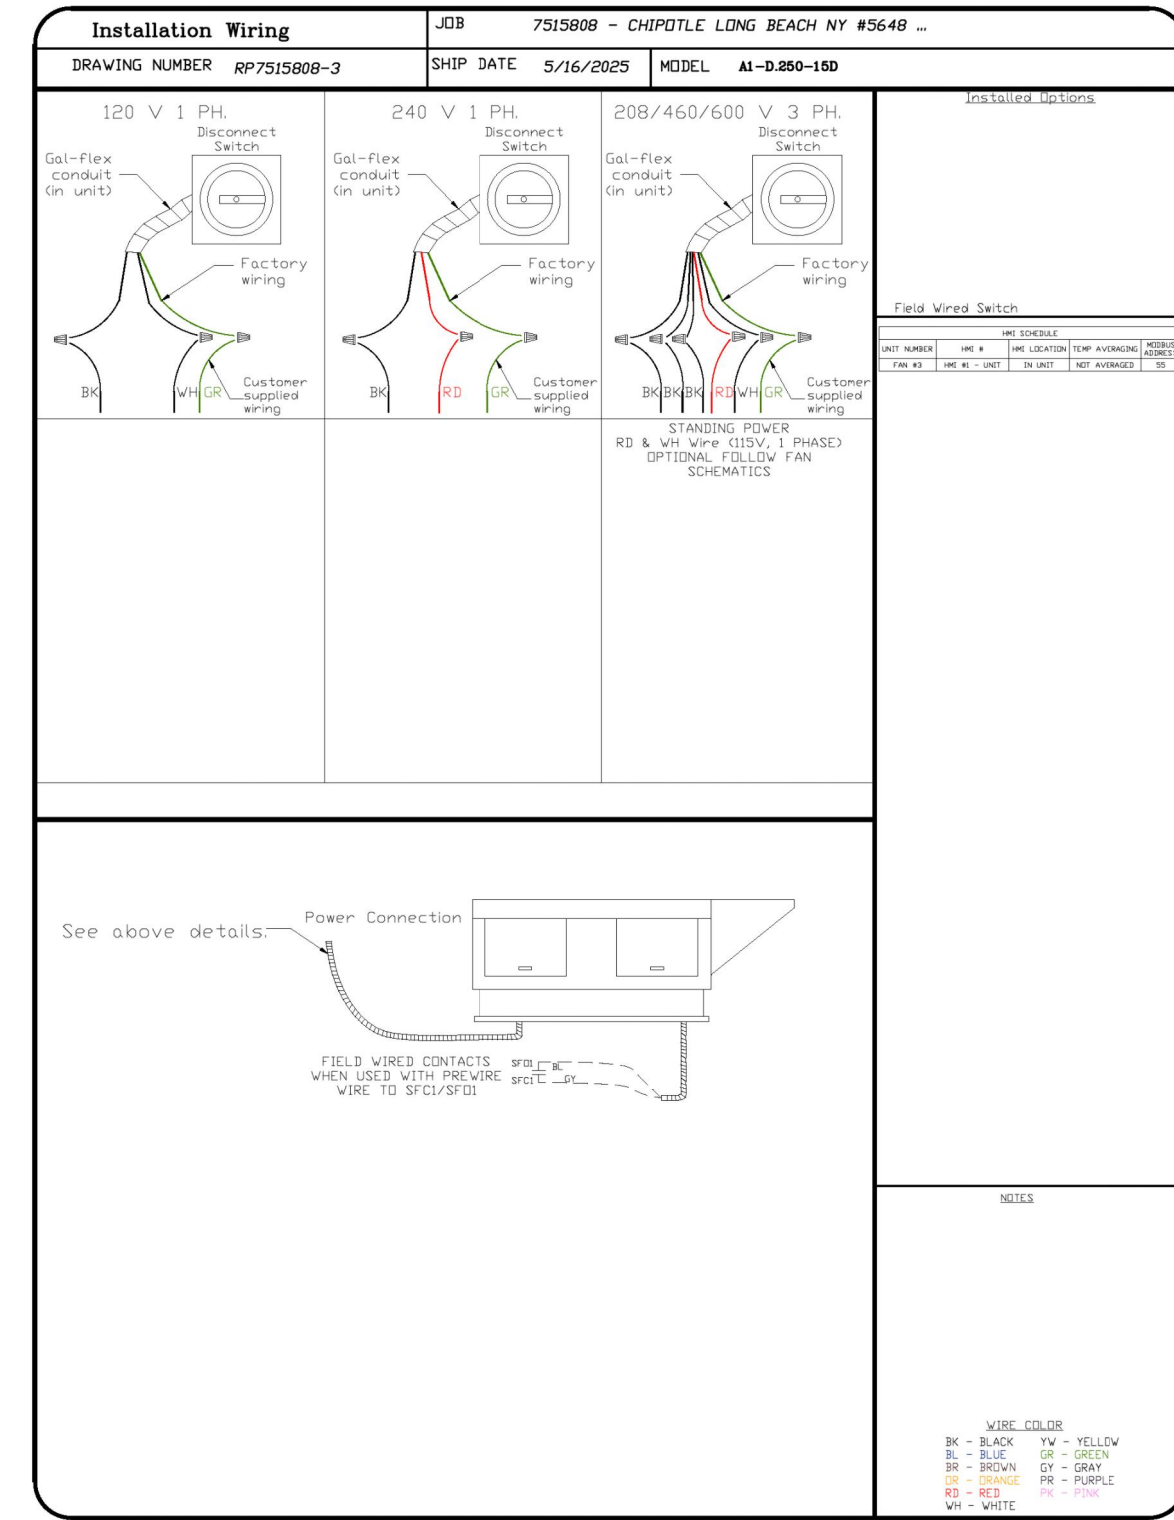 Installation Wiring
JOB 7515808 - CHIPOTLE LONG BEACH NY #5648 ...
DRAWING NUMBER RP7515808-3
SHIP DATE 5/16/2025
MODEL A1-D.250-15D
120 V 1 PH.
Disconnect
Switch
Gal-flex
conduit
(in unit)
Factory
wiring
BK
WH
GR
Customer
supplied
wiring
240 V 1 PH.
Disconnect
Switch
Gal-flex
conduit
(in unit)
Factory
wiring
BK
RD
GR
Customer
supplied
wiring
208/460/600 V 3 PH.
Disconnect
Switch
Gal-flex
conduit
(in unit)
Factory
wiring
BK
BK
BK
RD
WH
GR
Customer
supplied
wiring
STANDING POWER
RD & WH Wire (115V, 1 PHASE)
OPTIONAL FOLLOW FAN
SCHEMATICS
Installed Options
Field Wired Switch
HMI SCHEDULE
UNIT NUMBER HMI # HMI LOCATION TEMP AVERAGING MODBUS ADDRESS
FAN #3 HMI #1 - UNIT IN UNIT NOT AVERAGED 55
See above details.
Power Connection
FIELD WIRED CONTACTS
WHEN USED WITH PREWIRE
WIRE TO SFC1/SFO1
SFO1 BL
SFC1 GY
NOTES
WIRE COLOR
BK - BLACK YW - YELLOW
BL - BLUE GR - GREEN
BR - BROWN GY - GRAY
OR - ORANGE PR - PURPLE
RD - RED PK - PINK
WH - WHITE